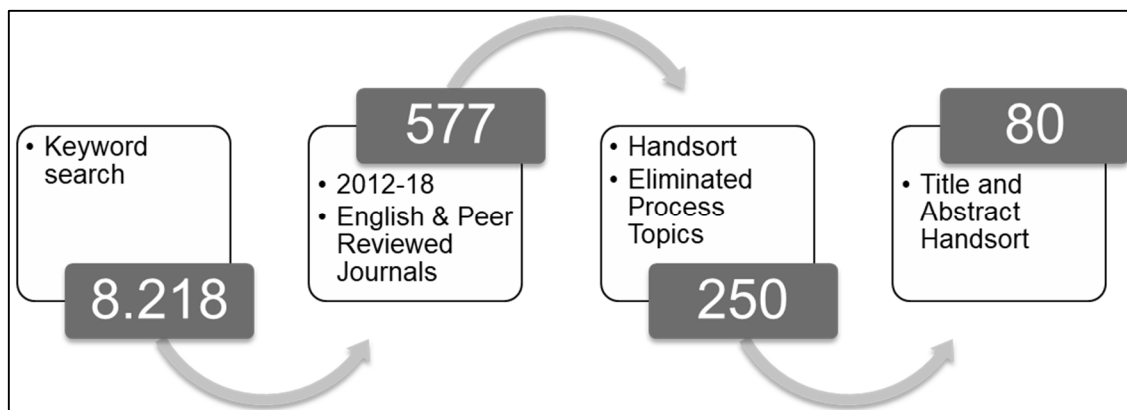 • Keyword
search
8.218
577
• 2012-18
• English & Peer
Reviewed
Journals
• Handsort
• Eliminated
Process
Topics
250
80
• Title and
Abstract
Handsort